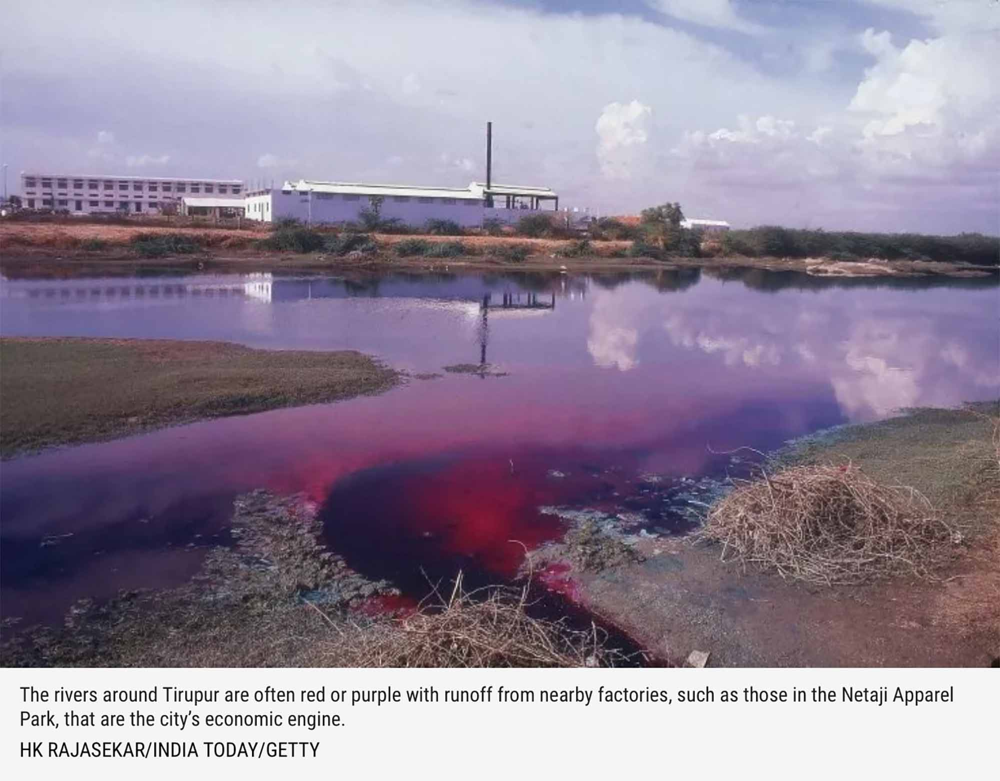 The rivers around Tirupur are often red or purple with runoff from nearby factories, such as those in the Netaji Apparel
Park, that are the city’s economic engine.
HK RAJASEKAR/INDIA TODAY/GETTY